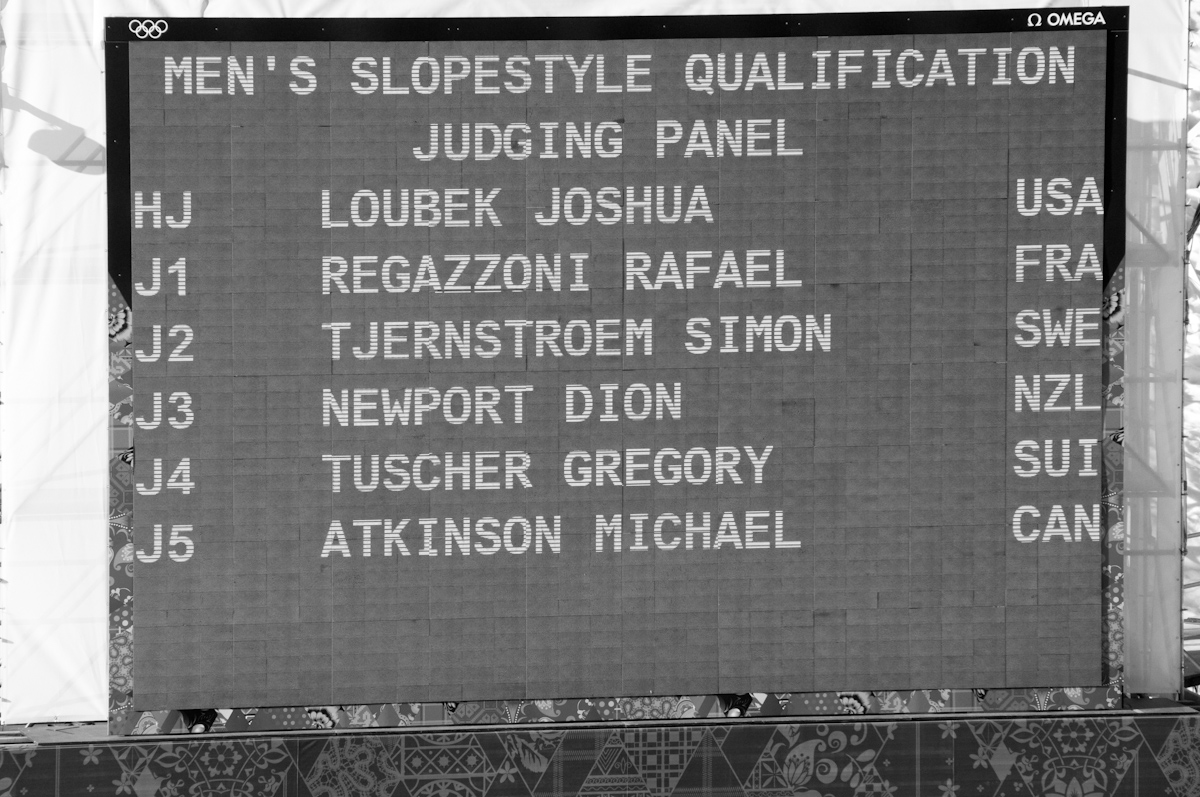 Ω OMEGA
MEN'S SLOPESTYLE QUALIFICATION
JUDGING PANEL
HJ LOUBEK JOSHUA USA
J1 REGAZZONI RAFAEL FRA
J2 TJERNSTROEM SIMON SWE
J3 NEWPORT DION NZL
J4 TUSCHER GREGORY SUI
J5 ATKINSON MICHAEL CAN